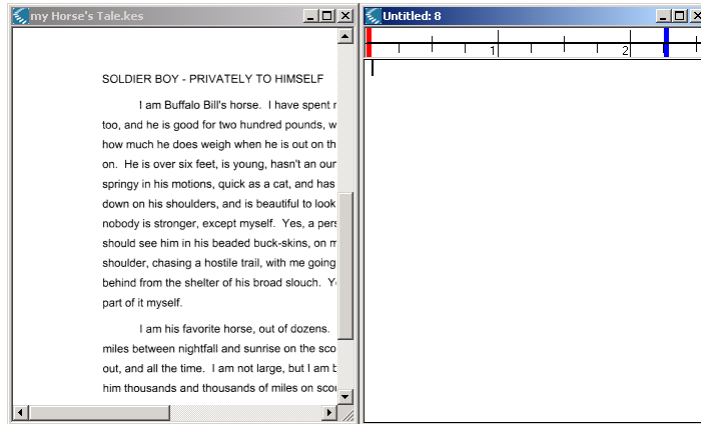 my Horse's Tale.kes
Untitled: 8
1 2
SOLDIER BOY - PRIVATELY TO HIMSELF
I am Buffalo Bill's horse. I have spent
too, and he is good for two hundred pounds,
how much he does weigh when he is out on
on. He is over six feet, is young, hasn't an
springy in his motions, quick as a cat, and has
down on his shoulders, and is beautiful to look
nobody is stronger, except myself. Yes, a
should see him in his beaded buck-skins, on
shoulder, chasing a hostile trail, with me going
behind from the shelter of his broad slouch.
part of it myself.
I am his favorite horse, out of dozens.
miles between nightfall and sunrise on the
out, and all the time. I am not large, but I am
him thousands and thousands of miles on